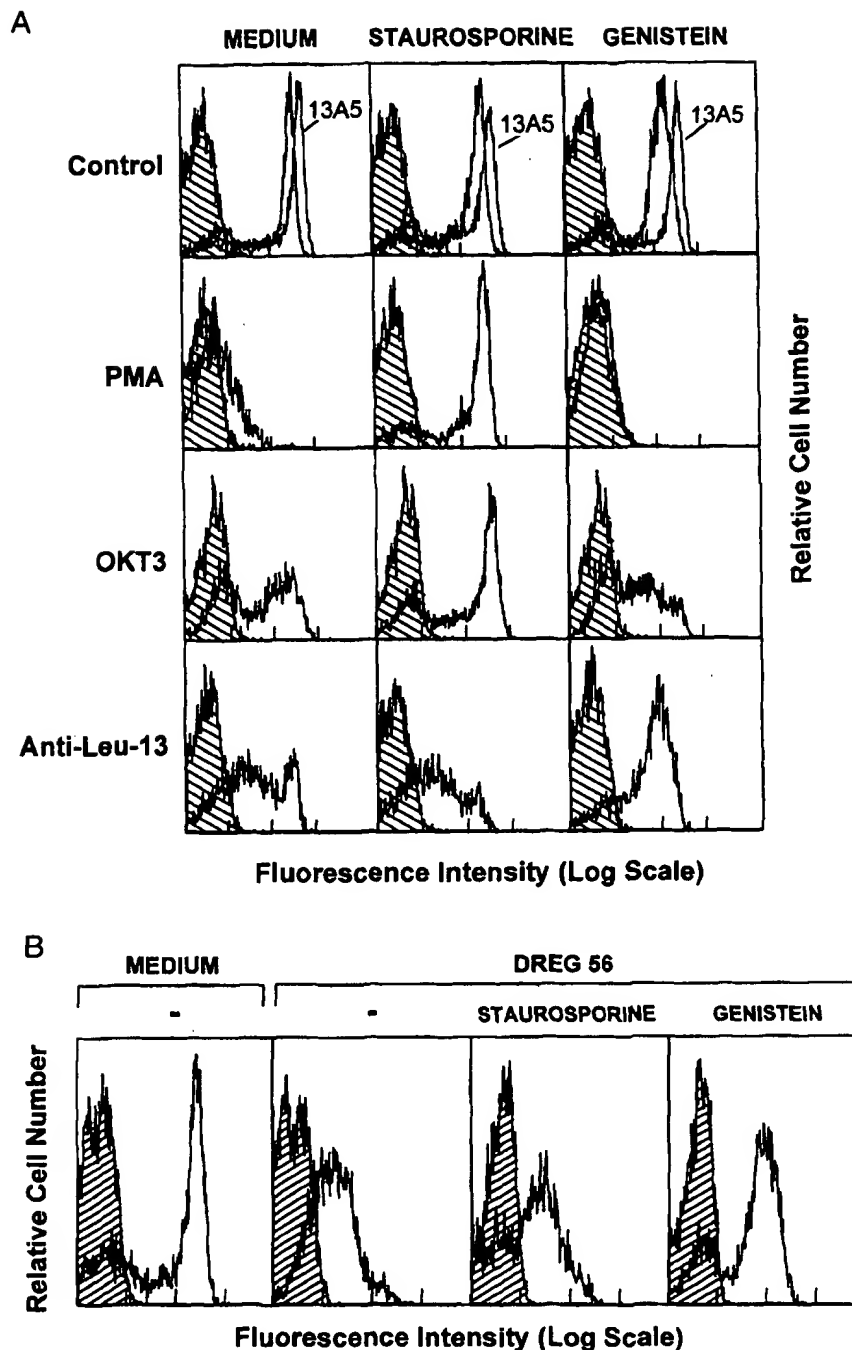 A
MEDIUM STAUROSPORINE GENISTEIN
Control
13A5
13A5
13A5
PMA
OKT3
Anti-Leu-13
Relative Cell Number
Fluorescence Intensity (Log Scale)
B
MEDIUM DREG 56
- - STAUROSPORINE GENISTEIN
Relative Cell Number
Fluorescence Intensity (Log Scale)